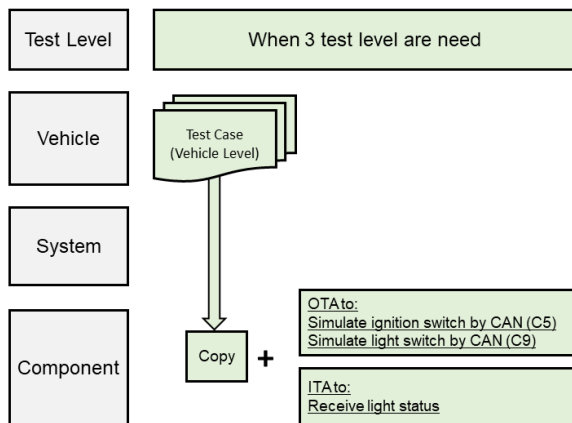 Test Level
When 3 test level are need
Vehicle
Test Case
(Vehicle Level)
System
Component
Copy
+
OTA to:
Simulate ignition switch by CAN (C5)
Simulate light switch by CAN (C9)
ITA to:
Receive light status